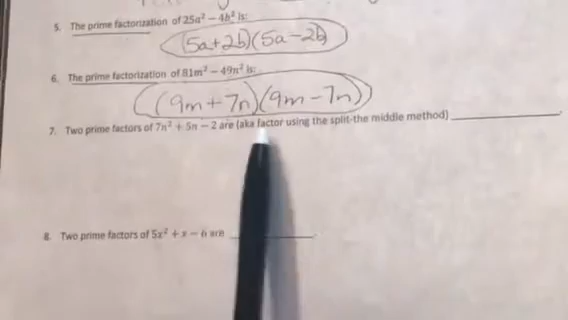 5. The prime factorization of 25a² – 4b² is:
(5a+2b)(5a-2b)
6. The prime factorization of 81m² – 49n² is:
(9m+7n)(9m-7n)
7. Two prime factors of 7n² + 5n – 2 are (aka factor using the split-the middle method)
8. Two prime factors of 5x² + x – 6 are